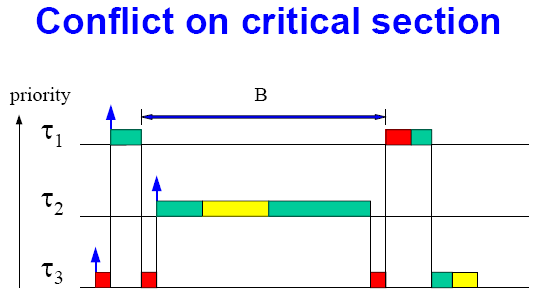 Conflict on critical section
priority
B
τ1
τ2
τ3